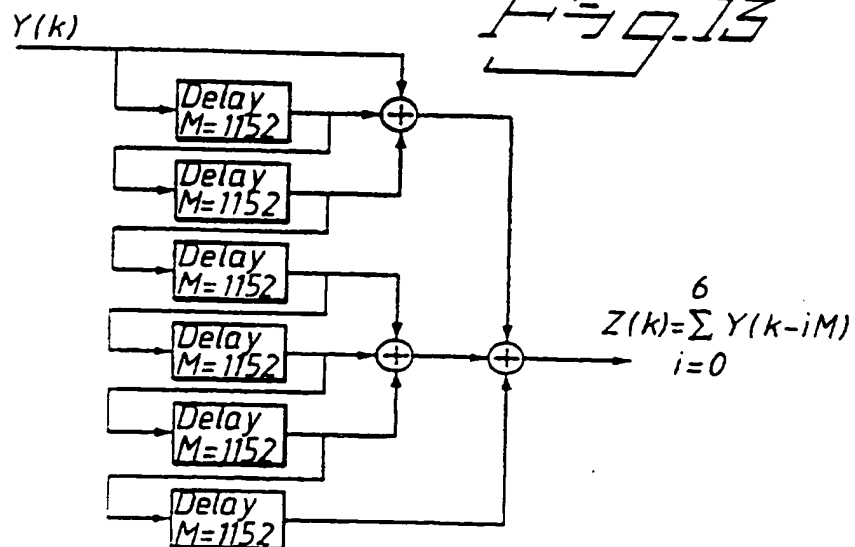 Fig.13
Y(k)
Delay
M=1152
Delay
M=1152
Delay
M=1152
Delay
M=1152
Delay
M=1152
Delay
M=1152
+
+
+
6
Z(k)=Σ Y(k-iM)
i=0